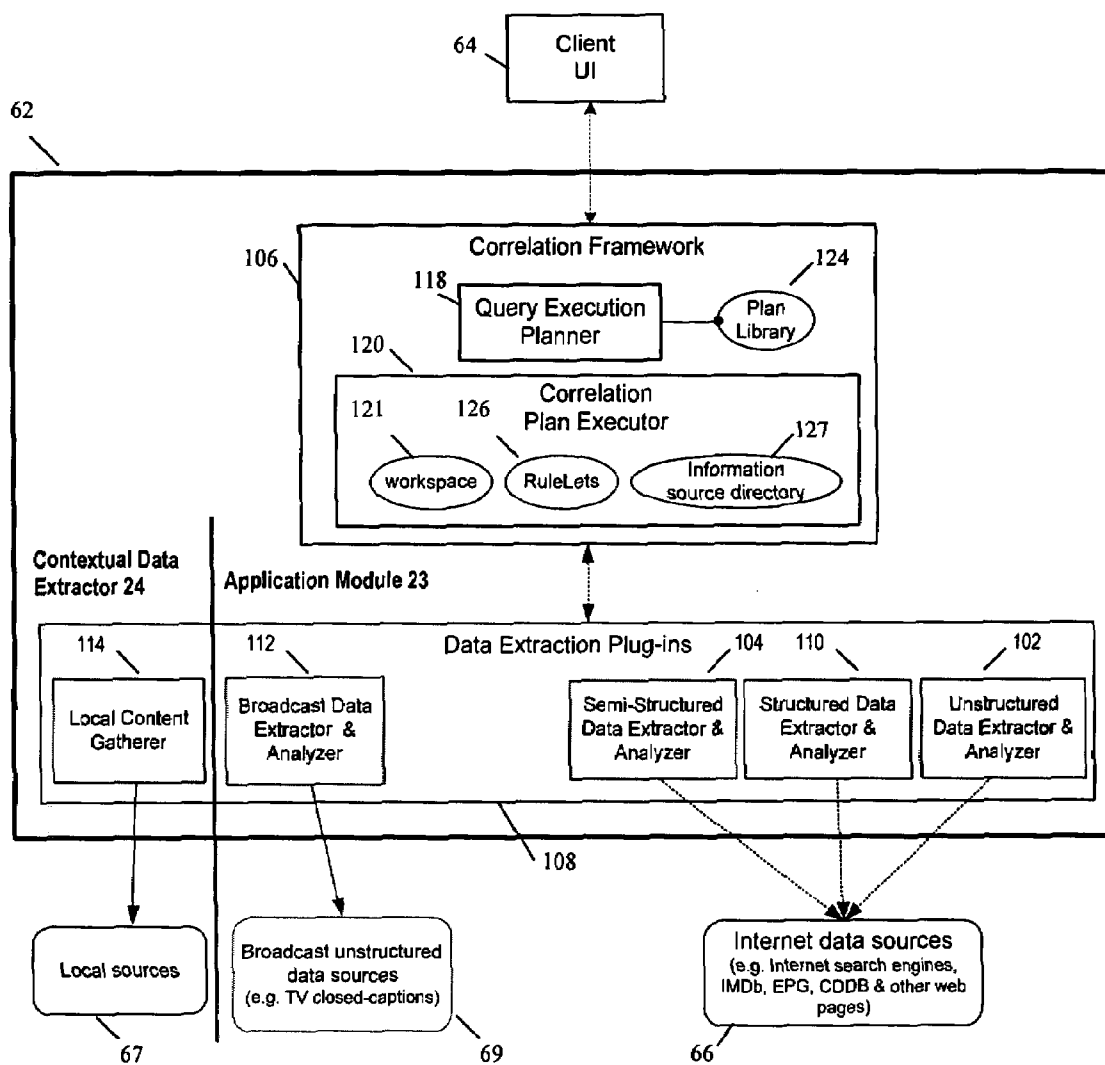 64
Client
UI
62
106
Correlation Framework
118
Query Execution
Planner
124
Plan
Library
120
Correlation
Plan Executor
121
126
127
workspace
RuleLets
Information
source directory
Contextual Data
Extractor 24
Application Module 23
114
112
Data Extraction Plug-ins
104
110
102
Local Content
Gatherer
Broadcast Data
Extractor &
Analyzer
Semi-Structured
Data Extractor &
Analyzer
Structured Data
Extractor &
Analyzer
Unstructured
Data Extractor &
Analyzer
108
Local sources
Broadcast unstructured
data sources
(e.g. TV closed-captions)
Internet data sources
(e.g. Internet search engines,
IMDb, EPG, CDDB & other web
pages)
67
69
66